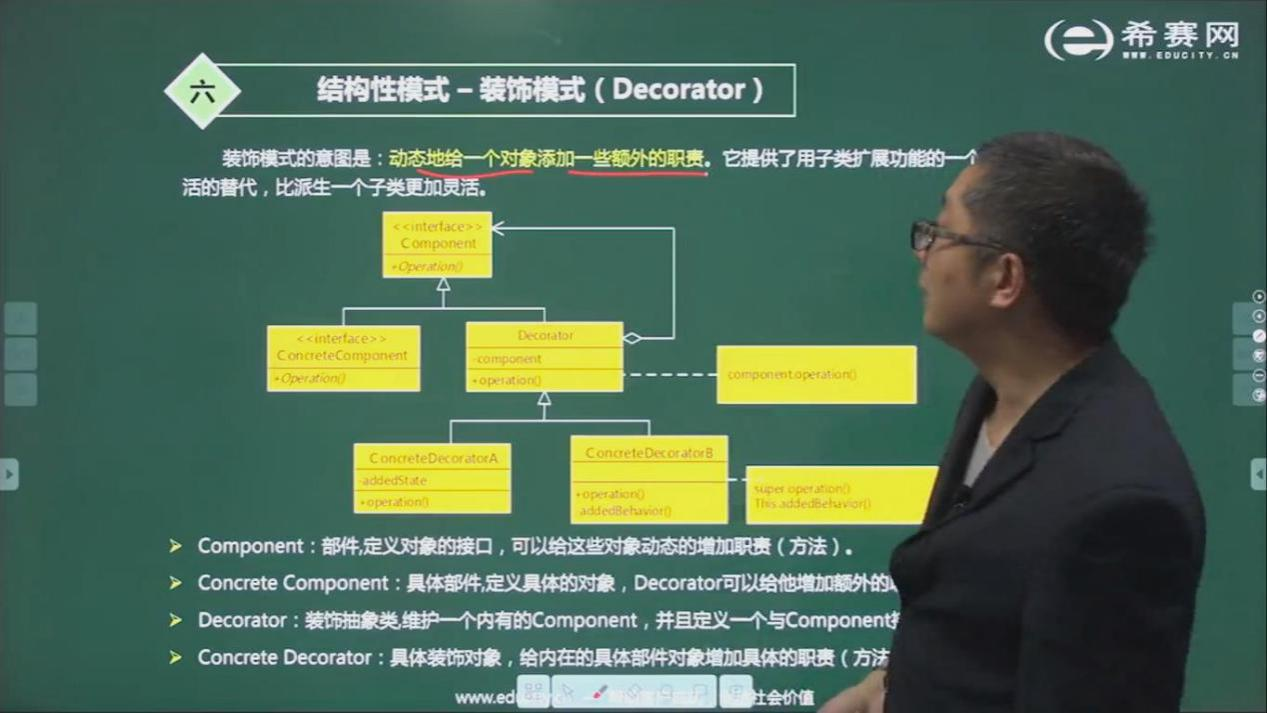 希赛网
WWW.EDUCITY.CN
六
结构性模式 – 装饰模式（Decorator）
装饰模式的意图是：动态地给一个对象添加一些额外的职责。它提供了用子类扩展功能的一个
活的替代，比派生一个子类更加灵活。
<<interface>>
Component
+Operation()
<<interface>>
ConcreteComponent
+Operation()
Decorator
-component
+operation()
component.operation()
ConcreteDecoratorA
-addedState
+operation()
ConcreteDecoratorB
+operation()
addedBehavior()
super.operation()
This.addedBehavior()
Component：部件,定义对象的接口，可以给这些对象动态的增加职责（方法）。
Concrete Component：具体部件,定义具体的对象，Decorator可以给他增加额外的
Decorator：装饰抽象类,维护一个内有的Component，并且定义一个与Component
Concrete Decorator：具体装饰对象，给内在的具体部件对象增加具体的职责（方法
www.edu
社会价值